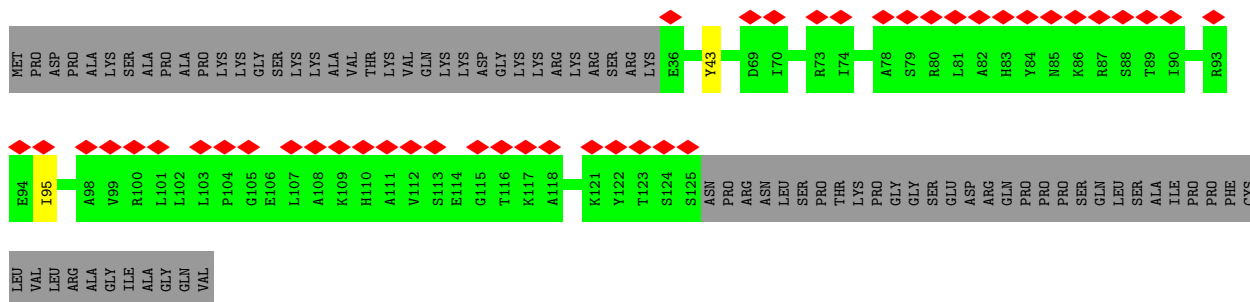 MET PRO ASP PRO ALA LYS SER ALA PRO ALA PRO LYS LYS GLY SER LYS LYS ALA VAL THR LYS VAL GLN LYS LYS ASP GLY LYS LYS ARG LYS ARG SER ARG LYS E36 Y43 D69 I70 R73 I74 A78 S79 R80 L81 A82 H83 Y84 N85 K86 R87 S88 T89 I90 R93
E94 I95 A98 V99 R100 L101 L102 L103 P104 G105 E106 L107 A108 K109 H110 A111 V112 S113 E114 G115 T116 K117 A118 K121 Y122 T123 S124 S125 ASN PRO ARG ASN LEU SER PRO THR LYS PRO GLY GLY SER GLU ASP ARG GLN PRO PRO PRO SER GLN LEU SER ALA ILE PRO PRO PHE CYS
LEU VAL LEU ARG ALA GLY ILE ALA GLY GLN VAL